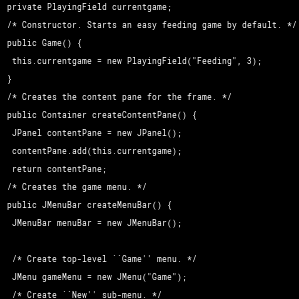 private PlayingField currentgame;
/* Constructor. Starts an easy feeding game by default. */
public Game() {
this.currentgame = new PlayingField("Feeding", 3);
}
/* Creates the content pane for the frame. */
public Container createContentPane() {
JPanel contentPane = new JPanel();
contentPane.add(this.currentgame);
return contentPane;
/* Creates the game menu. */
public JMenuBar createMenuBar() {
JMenuBar menuBar = new JMenuBar();
/* Create top-level ``Game'' menu. */
JMenu gameMenu = new JMenu("Game");
/* Create ``New'' sub-menu. */